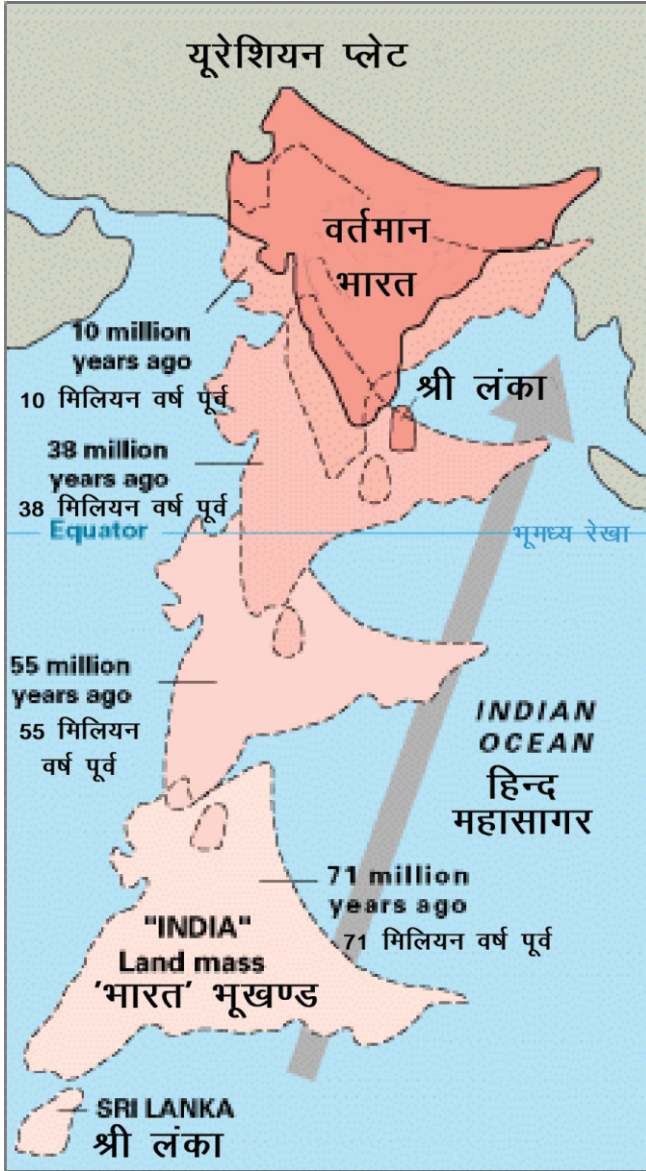 यूरेशियन प्लेट
वर्तमान
भारत
10 million
years ago
10 मिलियन वर्ष पूर्व
श्री लंका
38 million
years ago
38 मिलियन वर्ष पूर्व
Equator
भूमध्य रेखा
55 million
years ago
55 मिलियन
वर्ष पूर्व
INDIAN
OCEAN
हिन्द
महासागर
71 million
years ago
71 मिलियन वर्ष पूर्व
"INDIA"
Land mass
'भारत' भूखण्ड
SRI LANKA
श्री लंका